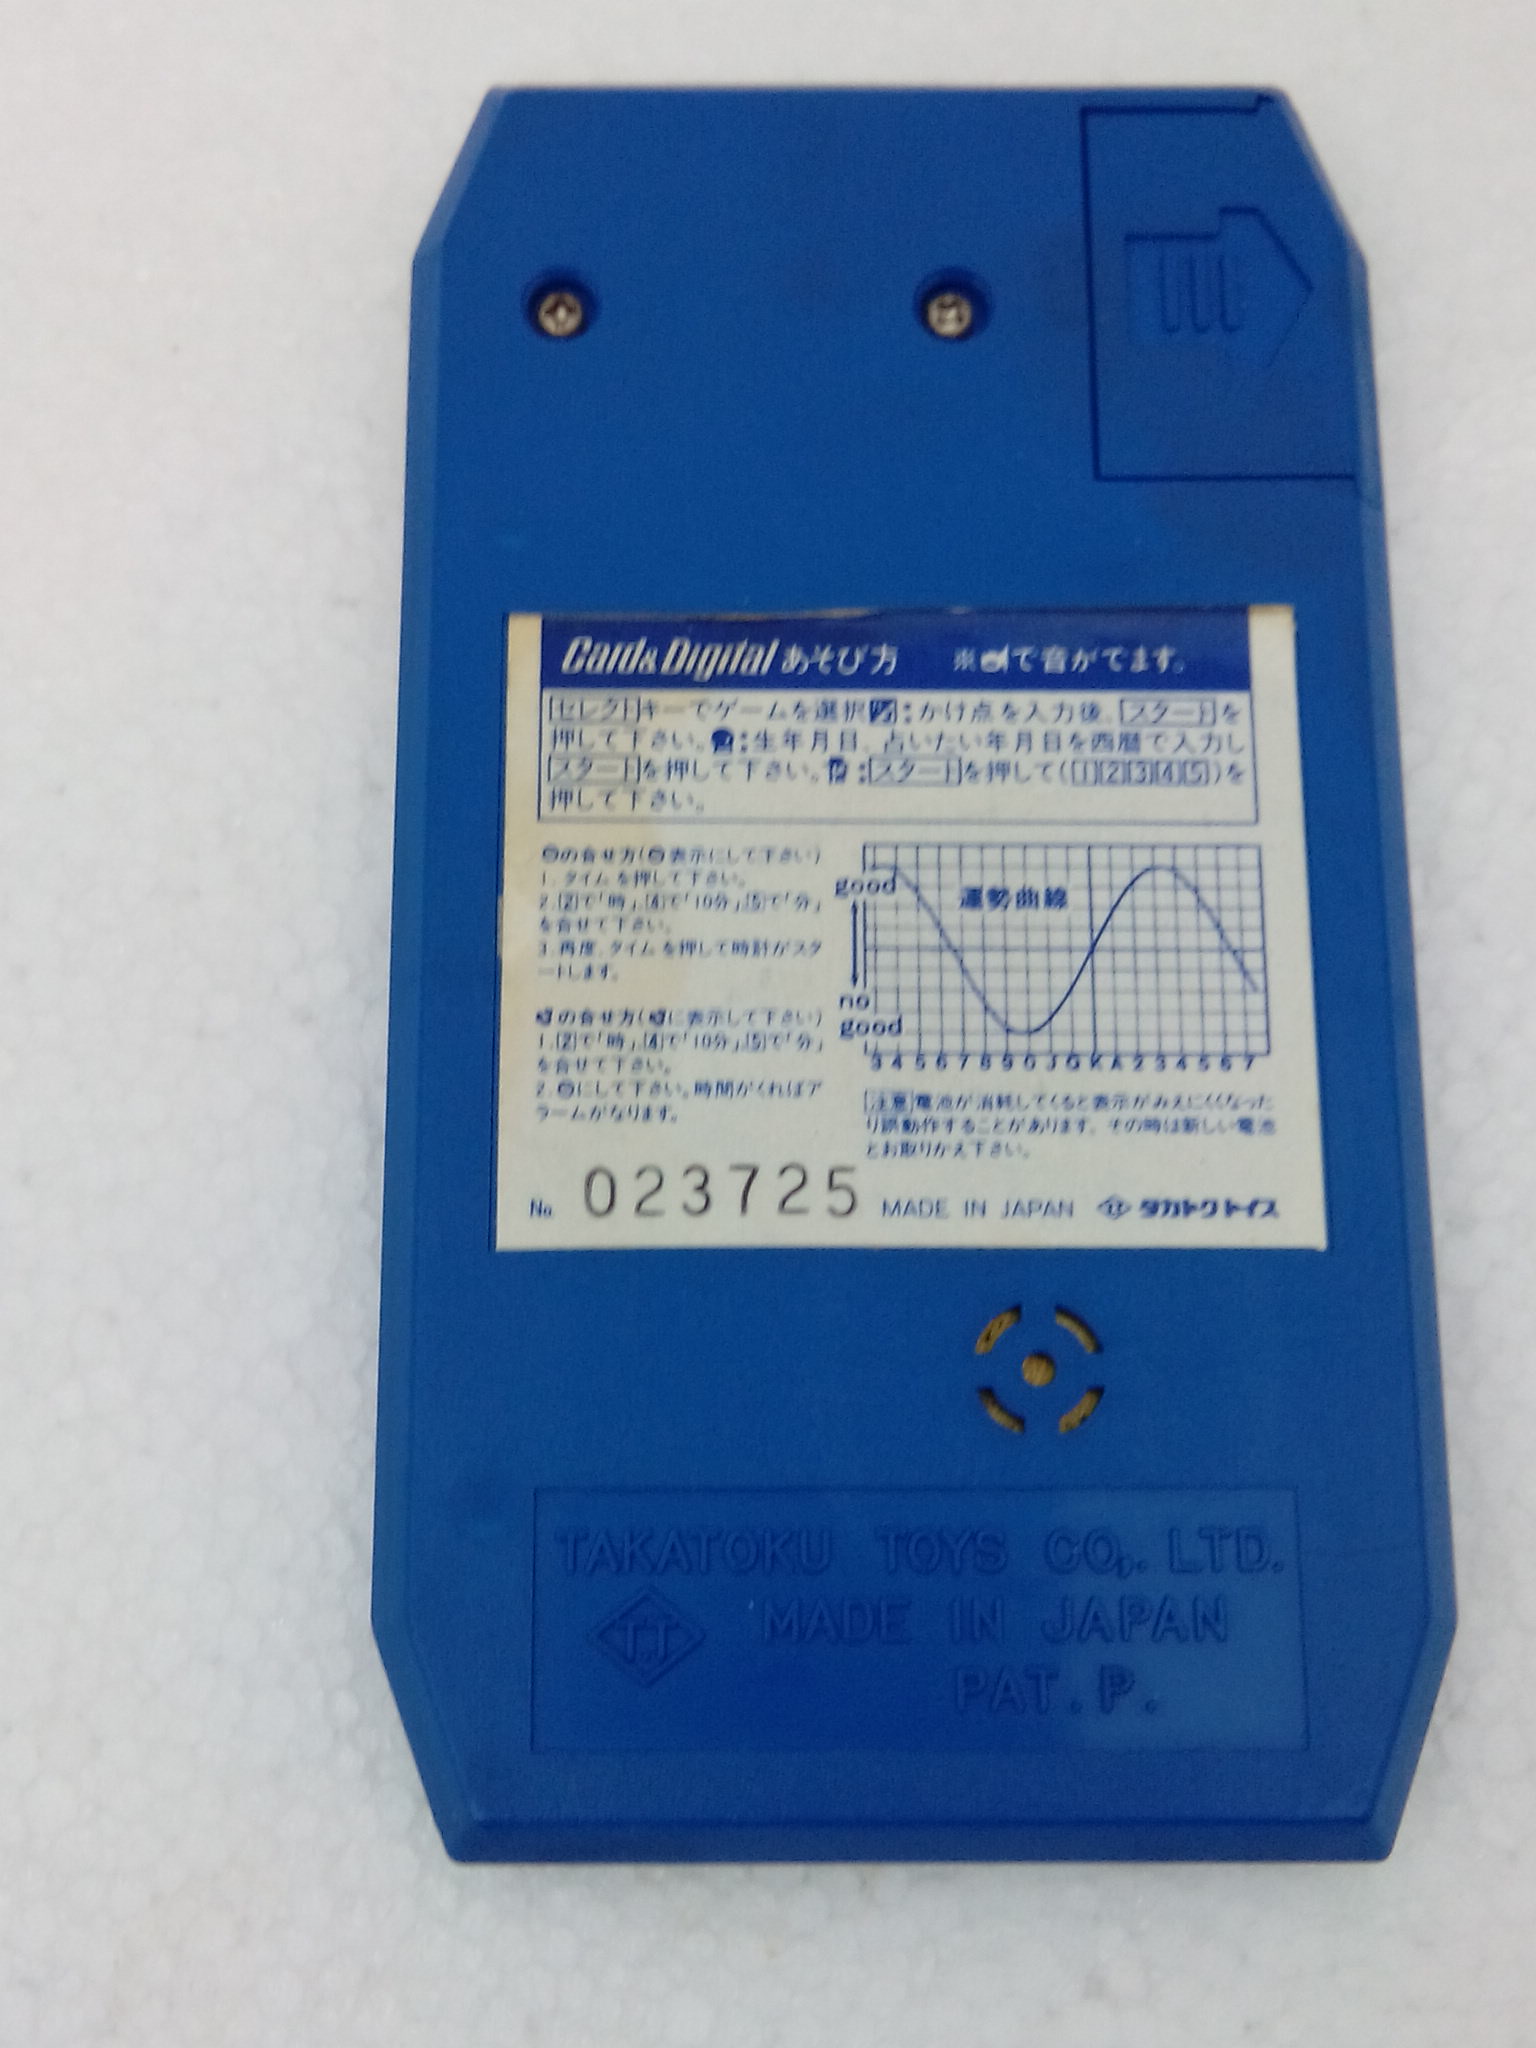 Card & Digital あそび方 ※で音がでます。
セレクトキーでゲームを選択 : かけ点を入力後、スタートを
押して下さい。 : 生年月日、占いたい年月日を西暦で入力し
スタートを押して下さい。 : スタートを押して(12345)を
押して下さい。
の合せ方(表示にして下さい)
1. タイムを押して下さい。
2. 2で「時」、4で「10分」、5で「分」
を合せて下さい。
3. 再度、タイムを押して時計がスタ
ートします。
の合せ方(に表示して下さい)
1. 2で「時」、4で「10分」、5で「分」
を合せて下さい。
2. にして下さい。時間がくればア
ラームがなります。
good
運勢曲線
no
good
3 4 5 6 7 8 9 0 J Q K A 2 3 4 5 6 7
注意 電池が消耗してくると表示がみえにくくなった
り誤動作することがあります。その時は新しい電池
とお取りかえ下さい。
No. 023725 MADE IN JAPAN タカトクトイス
TAKATOKU TOYS CO., LTD.
TT MADE IN JAPAN
PAT. P.